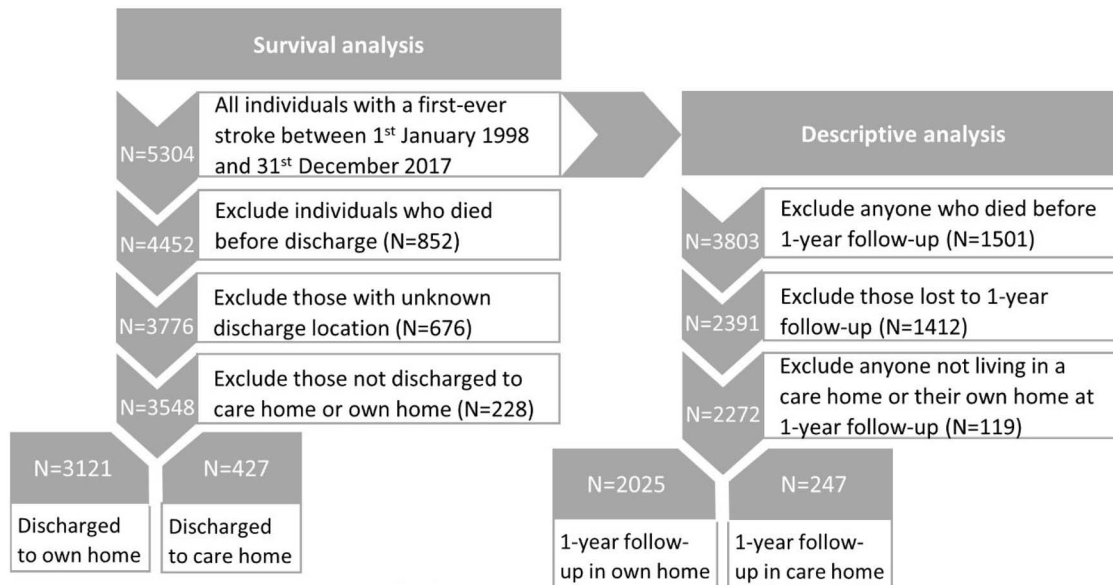 Survival analysis
All individuals with a first-ever
stroke between 1st January 1998
and 31st December 2017
N=5304
Exclude individuals who died
before discharge (N=852)
N=4452
Exclude those with unknown
discharge location (N=676)
N=3776
Exclude those not discharged to
care home or own home (N=228)
N=3548
N=3121
Discharged
to own home
N=427
Discharged
to care home
Descriptive analysis
Exclude anyone who died before
1-year follow-up (N=1501)
N=3803
Exclude those lost to 1-year
follow-up (N=1412)
N=2391
Exclude anyone not living in a
care home or their own home at
1-year follow-up (N=119)
N=2272
N=2025
1-year follow-
up in own home
N=247
1-year follow-
up in care home